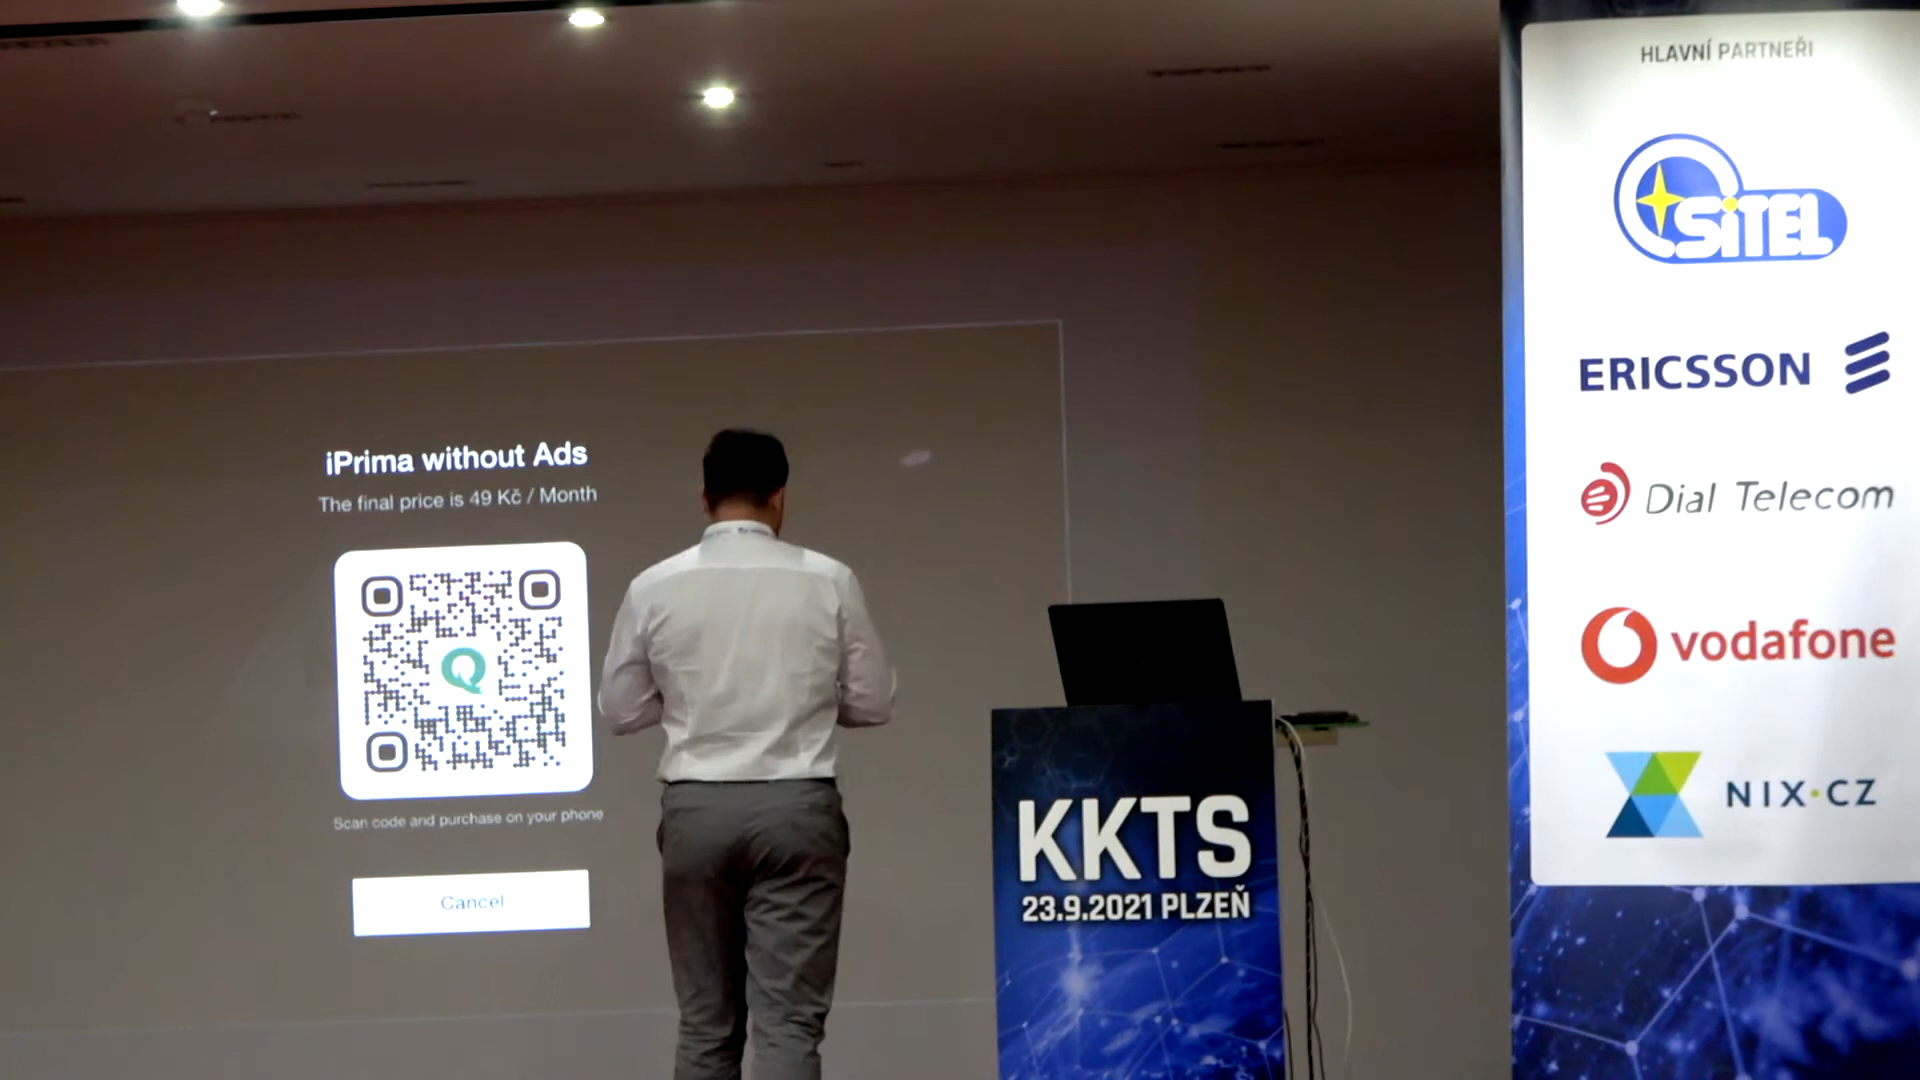 iPrima without Ads
The final price is 49 Kč / Month
Scan code and purchase on your phone
Cancel
KKTS
23.9.2021 PLZEŇ
HLAVNÍ PARTNEŘI
SiTEL
ERICSSON
Dial Telecom
vodafone
NIX.CZ